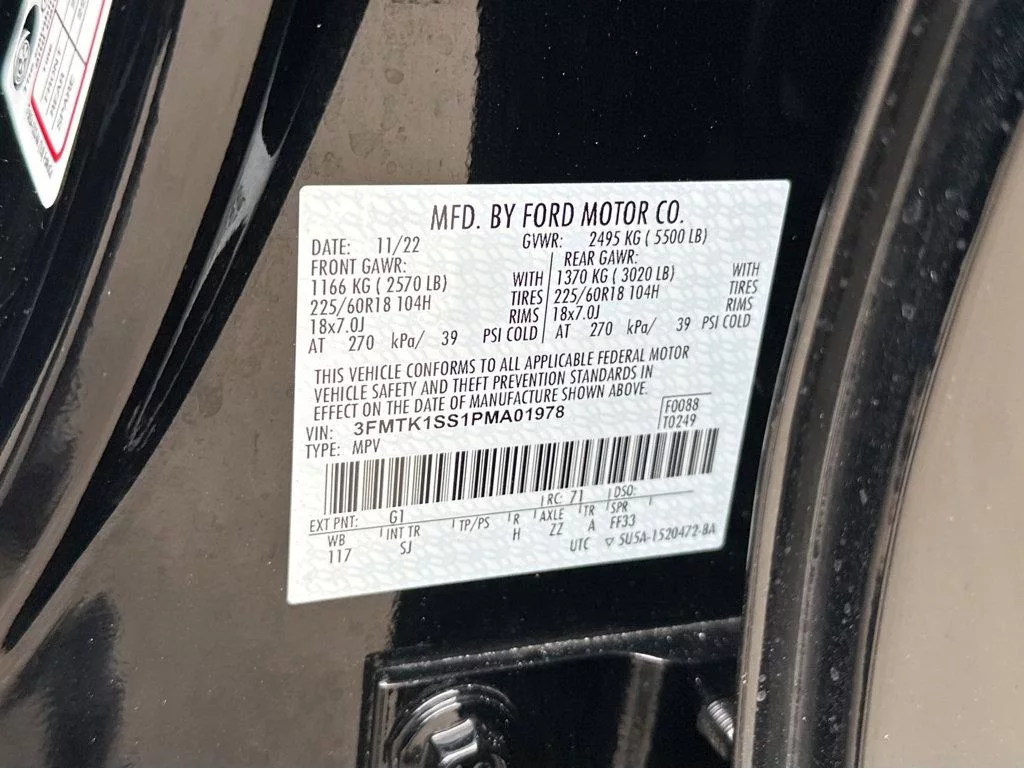 FRONT
REAR
SPARE
MFD. BY FORD MOTOR CO.
DATE: 11/22 GVWR: 2495 KG ( 5500 LB)
FRONT GAWR: REAR GAWR:
1166 KG ( 2570 LB) WITH 1370 KG ( 3020 LB) WITH
225/60R18 104H TIRES 225/60R18 104H TIRES
18x7.0J RIMS 18x7.0J RIMS
AT 270 kPa/ 39 PSI COLD AT 270 kPa/ 39 PSI COLD
THIS VEHICLE CONFORMS TO ALL APPLICABLE FEDERAL MOTOR
VEHICLE SAFETY AND THEFT PREVENTION STANDARDS IN
EFFECT ON THE DATE OF MANUFACTURE SHOWN ABOVE.
VIN: 3FMTK1SS1PMA01978 F0088
TYPE: MPV T0249
EXT PNT: G1 RC: 71 DSO:
WB INT TR TP/PS R AXLE TR SPR
117 SJ H ZZ A FF33
UTC ▽ 5U5A-1520472-BA